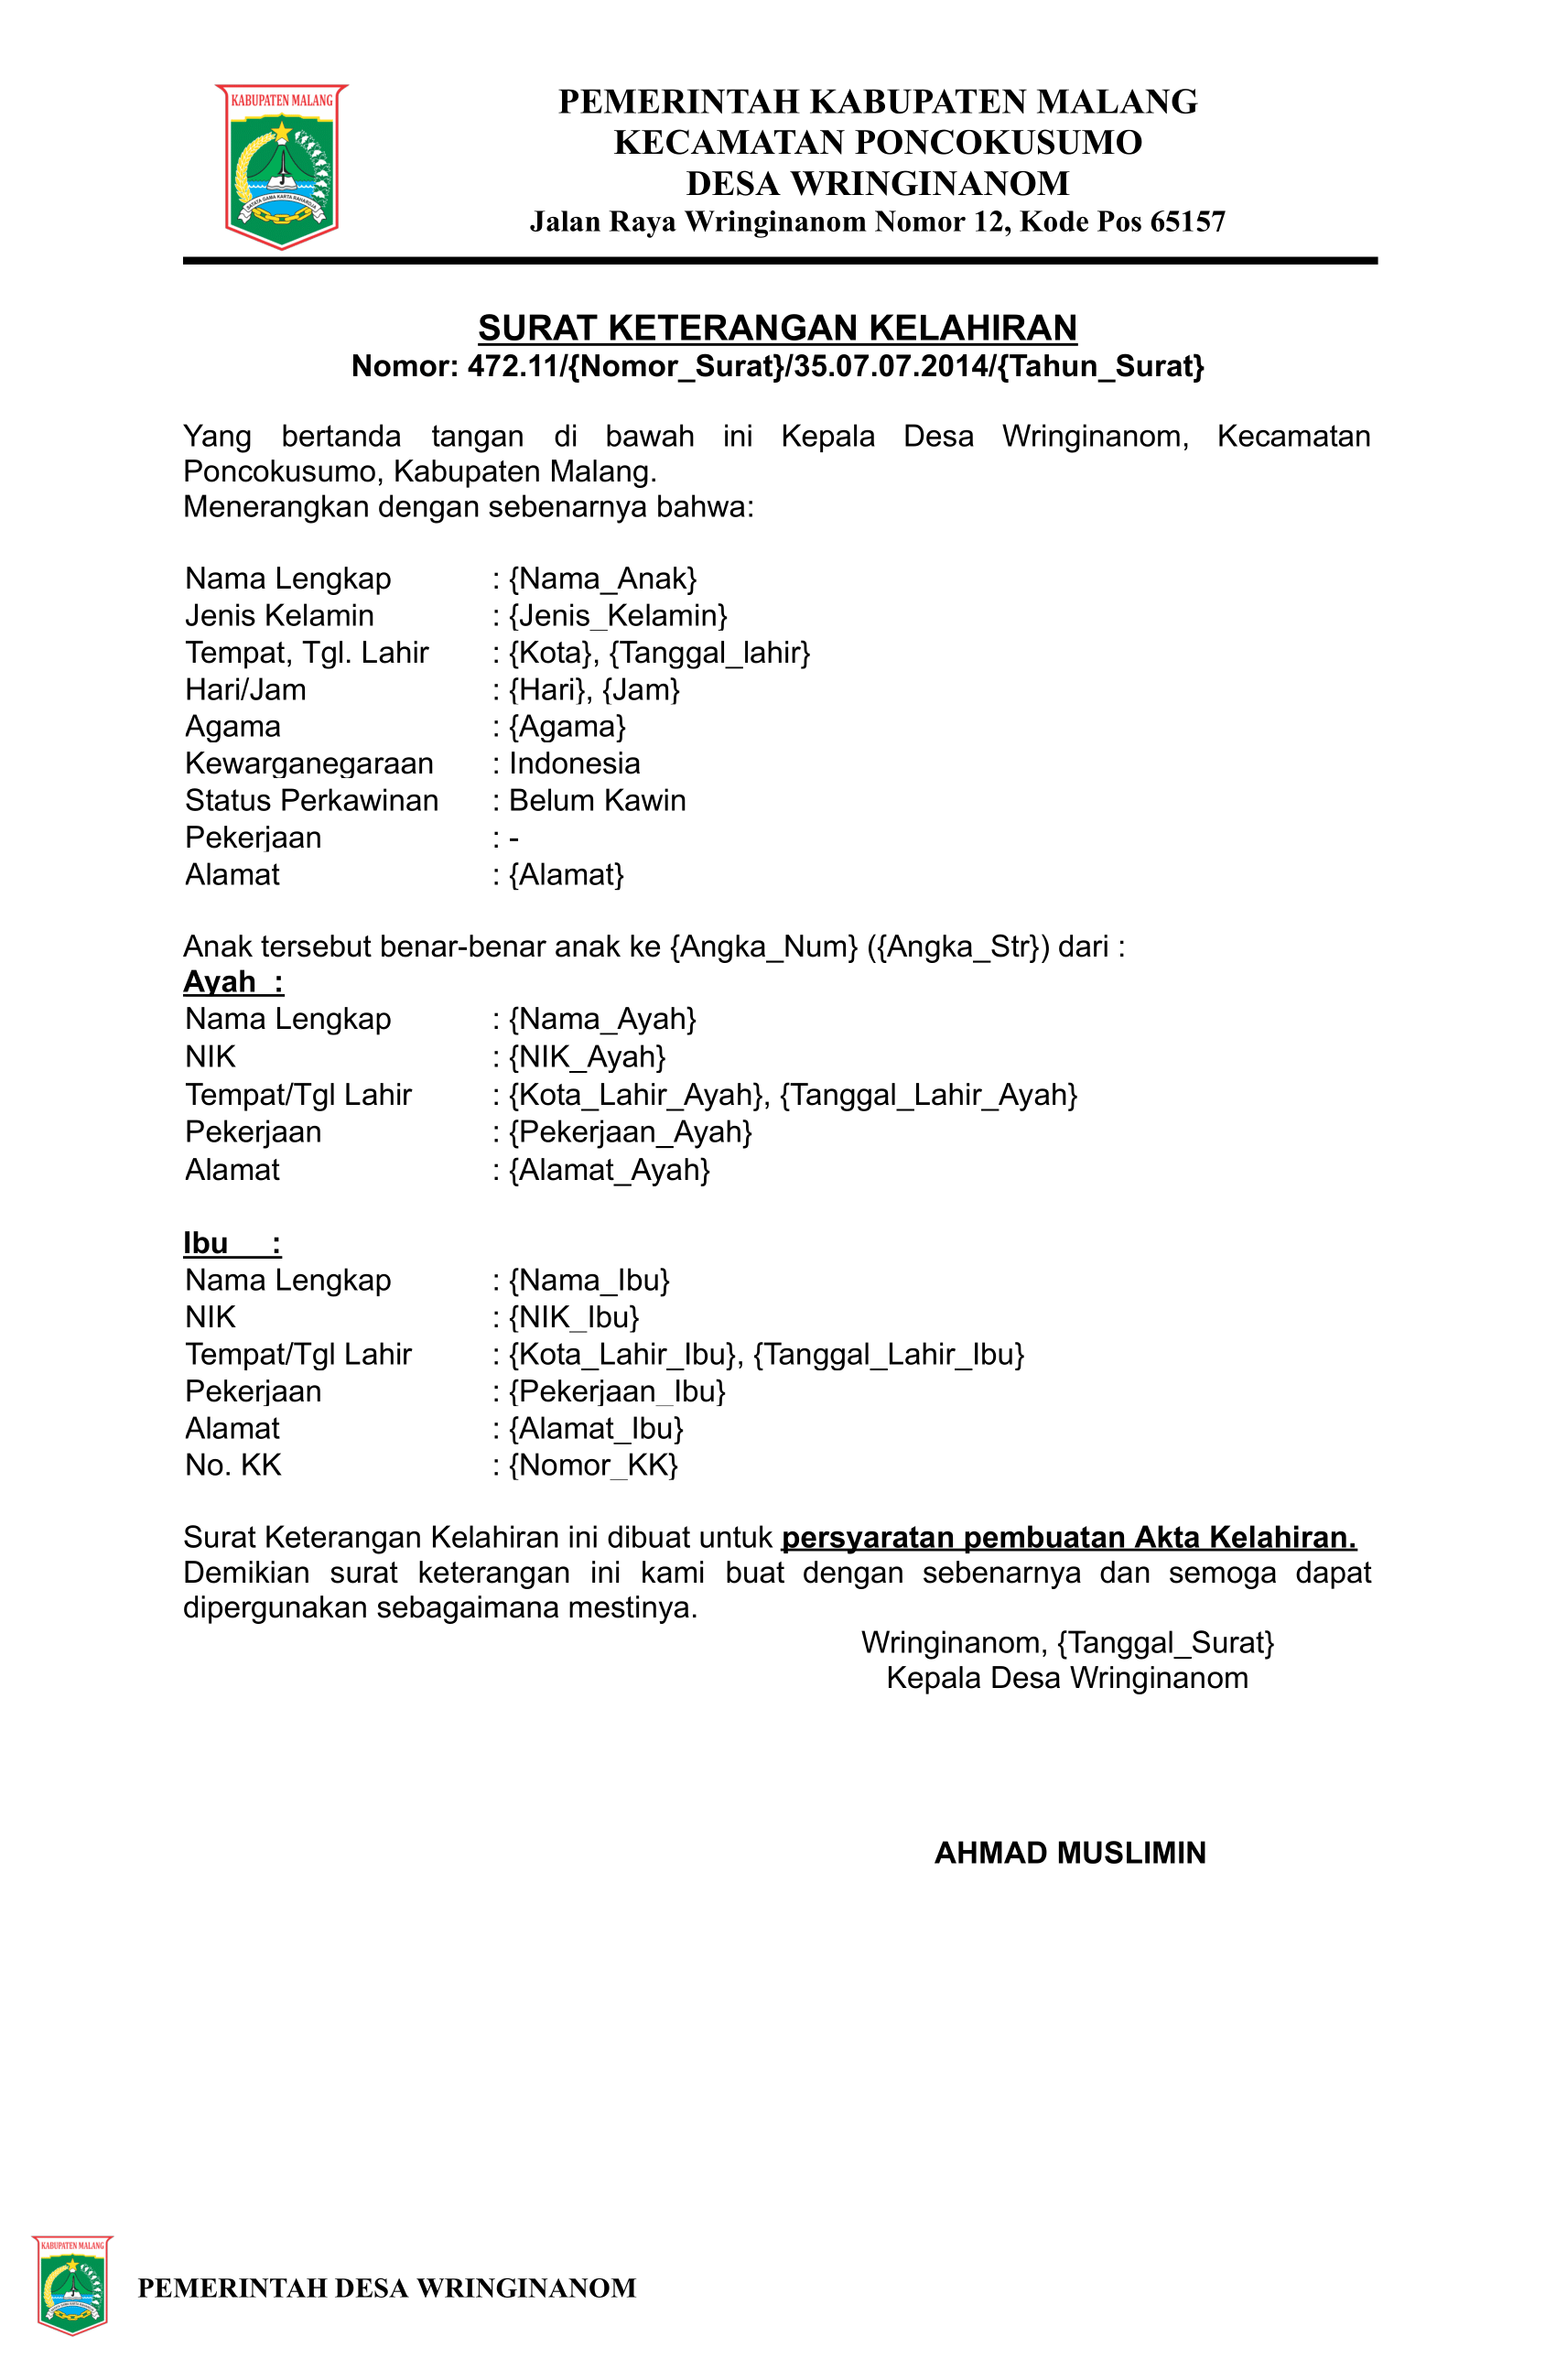 KABUPATEN MALANG
SATATA GAMA KARTA RAHARDJA
PEMERINTAH KABUPATEN MALANG
KECAMATAN PONCOKUSUMO
DESA WRINGINANOM
Jalan Raya Wringinanom Nomor 12, Kode Pos 65157
SURAT KETERANGAN KELAHIRAN
Nomor: 472.11/{Nomor_Surat}/35.07.07.2014/{Tahun_Surat}
Yang bertanda tangan di bawah ini Kepala Desa Wringinanom, Kecamatan
Poncokusumo, Kabupaten Malang.
Menerangkan dengan sebenarnya bahwa:
Nama Lengkap : {Nama_Anak}
Jenis Kelamin : {Jenis_Kelamin}
Tempat, Tgl. Lahir : {Kota}, {Tanggal_lahir}
Hari/Jam : {Hari}, {Jam}
Agama : {Agama}
Kewarganegaraan : Indonesia
Status Perkawinan : Belum Kawin
Pekerjaan : -
Alamat : {Alamat}
Anak tersebut benar-benar anak ke {Angka_Num} ({Angka_Str}) dari :
Ayah :
Nama Lengkap : {Nama_Ayah}
NIK : {NIK_Ayah}
Tempat/Tgl Lahir : {Kota_Lahir_Ayah}, {Tanggal_Lahir_Ayah}
Pekerjaan : {Pekerjaan_Ayah}
Alamat : {Alamat_Ayah}
Ibu :
Nama Lengkap : {Nama_Ibu}
NIK : {NIK_Ibu}
Tempat/Tgl Lahir : {Kota_Lahir_Ibu}, {Tanggal_Lahir_Ibu}
Pekerjaan : {Pekerjaan_Ibu}
Alamat : {Alamat_Ibu}
No. KK : {Nomor_KK}
Surat Keterangan Kelahiran ini dibuat untuk persyaratan pembuatan Akta Kelahiran.
Demikian surat keterangan ini kami buat dengan sebenarnya dan semoga dapat
dipergunakan sebagaimana mestinya.
Wringinanom, {Tanggal_Surat}
Kepala Desa Wringinanom
AHMAD MUSLIMIN
KABUPATEN MALANG
PEMERINTAH DESA WRINGINANOM